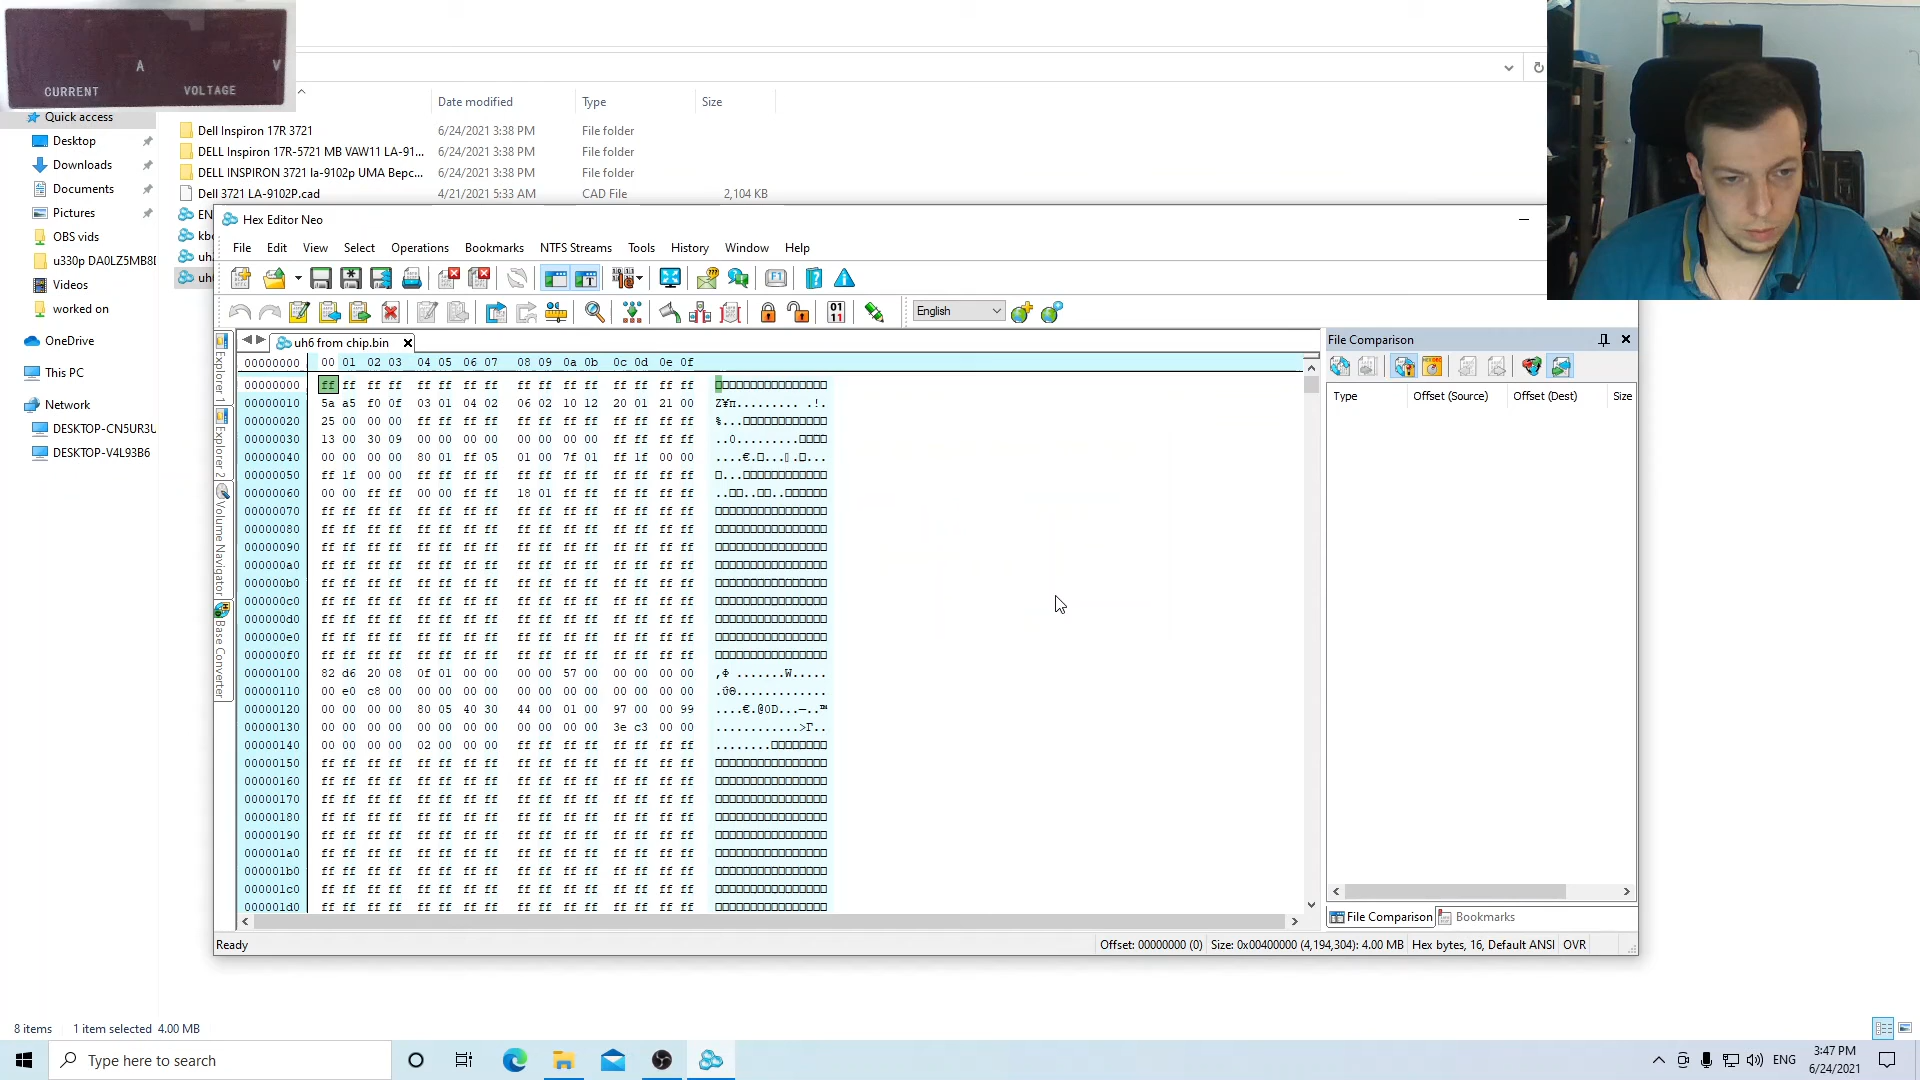 A V
CURRENT VOLTAGE
Date modified Type Size
Quick access
Desktop
Downloads
Documents
Pictures
OBS vids
u330p DA0LZ5MB8D
Videos
worked on
OneDrive
This PC
Network
DESKTOP-CN5UR3U
DESKTOP-V4L93B6
Dell Inspiron 17R 3721 6/24/2021 3:38 PM File folder
DELL Inspiron 17R-5721 MB VAW11 LA-91... 6/24/2021 3:38 PM File folder
DELL INSPIRON 3721 la-9102p UMA Верс... 6/24/2021 3:38 PM File folder
Dell 3721 LA-9102P.cad 4/21/2021 5:33 AM CAD File 2,104 KB
EN
kbc
uh
uh
Hex Editor Neo
File Edit View Select Operations Bookmarks NTFS Streams Tools History Window Help
English
Explorer 1
Explorer 2
Volume Navigator
Base Converter
uh6 from chip.bin
00000000 00 01 02 03 04 05 06 07 08 09 0a 0b 0c 0d 0e 0f
00000000 ff ff ff ff ff ff ff ff ff ff ff ff ff ff ff ff
00000010 5a a5 f0 0f 03 01 04 02 06 02 10 12 20 01 21 00 Z¥π......... .!.
00000020 25 00 00 00 ff ff ff ff ff ff ff ff ff ff ff ff %...
00000030 13 00 30 09 00 00 00 00 00 00 00 00 ff ff ff ff ..0.........
00000040 00 00 00 00 80 01 ff 05 01 00 7f 01 ff 1f 00 00 ....€.
00000050 ff 1f 00 00 ff ff ff ff ff ff ff ff ff ff ff ff
00000060 00 00 ff ff 00 00 ff ff 18 01 ff ff ff ff ff ff
00000070 ff ff ff ff ff ff ff ff ff ff ff ff ff ff ff ff
00000080 ff ff ff ff ff ff ff ff ff ff ff ff ff ff ff ff
00000090 ff ff ff ff ff ff ff ff ff ff ff ff ff ff ff ff
000000a0 ff ff ff ff ff ff ff ff ff ff ff ff ff ff ff ff
000000b0 ff ff ff ff ff ff ff ff ff ff ff ff ff ff ff ff
000000c0 ff ff ff ff ff ff ff ff ff ff ff ff ff ff ff ff
000000d0 ff ff ff ff ff ff ff ff ff ff ff ff ff ff ff ff
000000e0 ff ff ff ff ff ff ff ff ff ff ff ff ff ff ff ff
000000f0 ff ff ff ff ff ff ff ff ff ff ff ff ff ff ff ff
00000100 82 d6 20 08 0f 01 00 00 00 00 57 00 00 00 00 00 ‚Φ .......W.....
00000110 00 e0 c8 00 00 00 00 00 00 00 00 00 00 00 00 00 .ΰΘ.............
00000120 00 00 00 00 80 05 40 30 44 00 01 00 97 00 00 99 ....€.@0D...—..™
00000130 00 00 00 00 00 00 00 00 00 00 00 00 3e c3 00 00 ............>Γ..
00000140 00 00 00 00 02 00 00 00 ff ff ff ff ff ff ff ff ........
00000150 ff ff ff ff ff ff ff ff ff ff ff ff ff ff ff ff
00000160 ff ff ff ff ff ff ff ff ff ff ff ff ff ff ff ff
00000170 ff ff ff ff ff ff ff ff ff ff ff ff ff ff ff ff
00000180 ff ff ff ff ff ff ff ff ff ff ff ff ff ff ff ff
00000190 ff ff ff ff ff ff ff ff ff ff ff ff ff ff ff ff
000001a0 ff ff ff ff ff ff ff ff ff ff ff ff ff ff ff ff
000001b0 ff ff ff ff ff ff ff ff ff ff ff ff ff ff ff ff
000001c0 ff ff ff ff ff ff ff ff ff ff ff ff ff ff ff ff
000001d0 ff ff ff ff ff ff ff ff ff ff ff ff ff ff ff ff
File Comparison
Type Offset (Source) Offset (Dest) Size
File Comparison Bookmarks
Ready Offset: 00000000 (0) Size: 0x00400000 (4,194,304): 4.00 MB Hex bytes, 16, Default ANSI OVR
8 items 1 item selected 4.00 MB
Type here to search
ENG
3:47 PM
6/24/2021